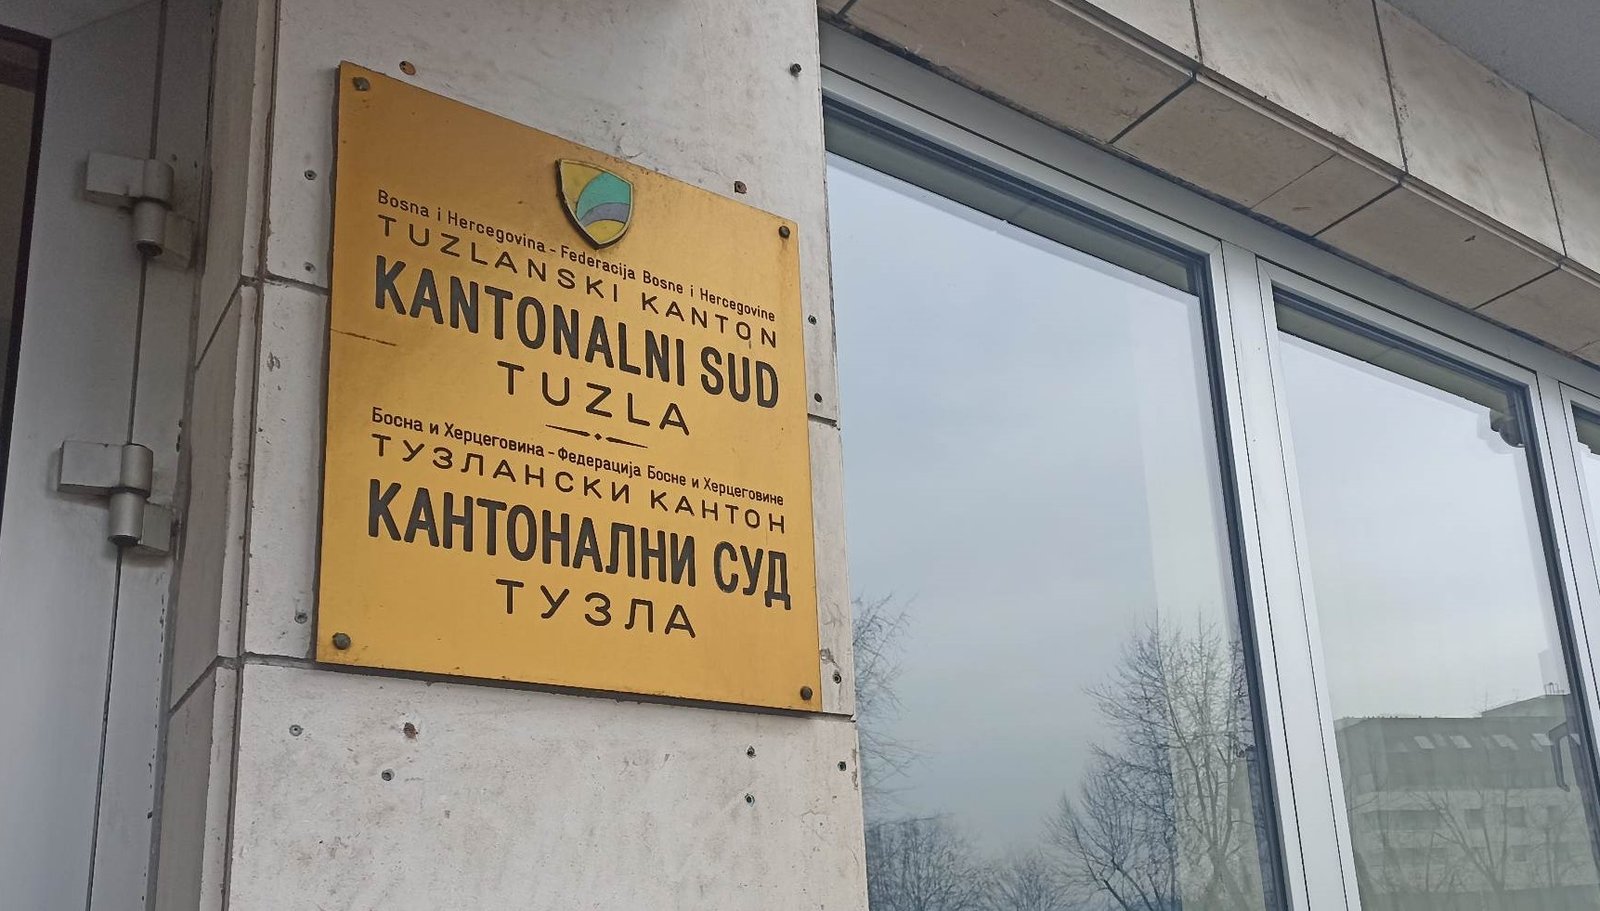 Bosna i Hercegovina - Federacija Bosne i Hercegovine
TUZLANSKI KANTON
KANTONALNI SUD
TUZLA
Босна и Херцеговина - Федерација Босне и Херцеговине
ТУЗЛАНСКИ КАНТОН
КАНТОНАЛНИ СУД
ТУЗЛА